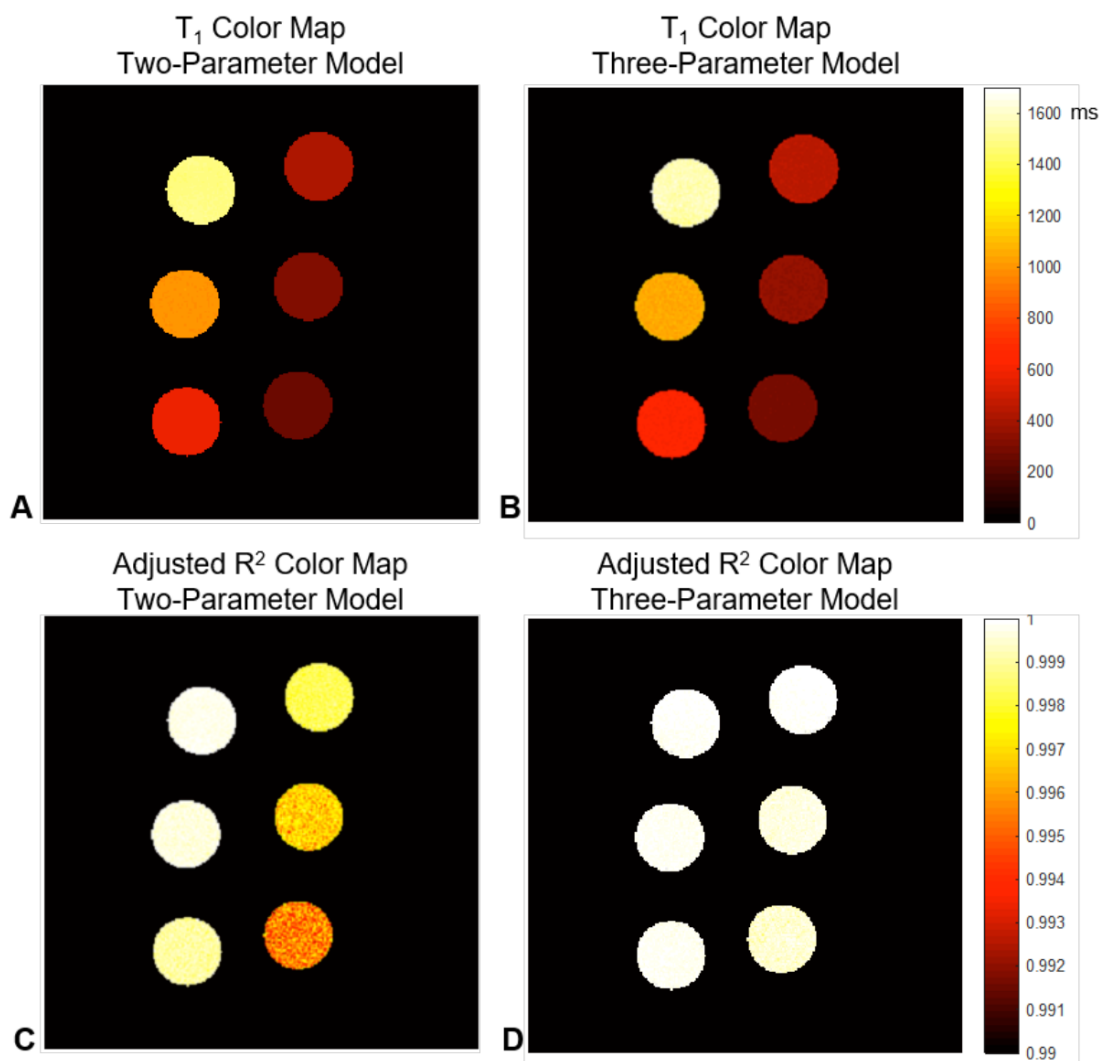 T₁ Color Map
Two-Parameter Model
T₁ Color Map
Three-Parameter Model
1600 ms
1400
1200
1000
800
600
400
200
0
A
B
Adjusted R² Color Map
Two-Parameter Model
Adjusted R² Color Map
Three-Parameter Model
1
0.999
0.998
0.997
0.996
0.995
0.994
0.993
0.992
0.991
0.99
C
D